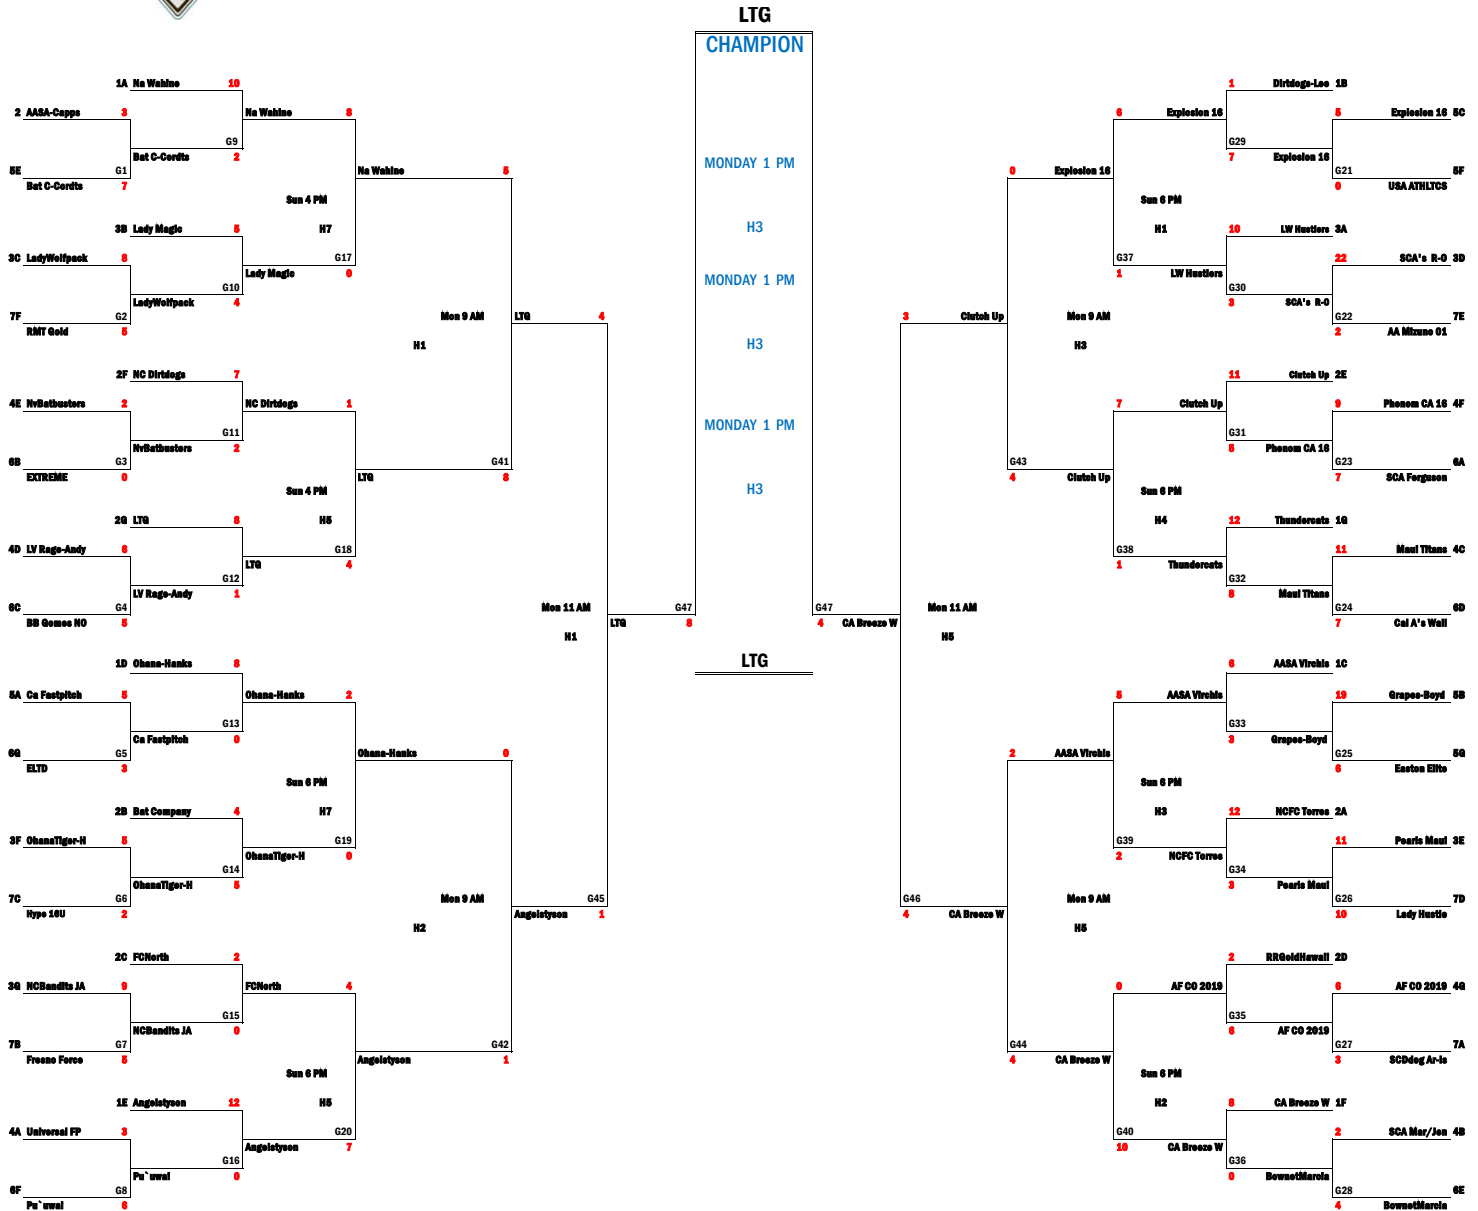 LTG
CHAMPION
1A Na Wahine 10
2 AASA-Capps 3
Na Wahine 8
G9
Bat C-Cordts 2
5E G1
Bat C-Cordts 7
Na Wahine 5
Sun 4 PM
3B Lady Magic 5
H7
3C LadyWolfpack 8
G17
Lady Magic 0
G10
LadyWolfpack 4
7F G2
RMT Gold 5
Mon 9 AM
LTG 4
H1
2F NC Dirtdogs 7
4E NvBatbusters 2
NC Dirtdogs 1
G11
NvBatbusters 2
6B G3
EXTREME 0
G41
LTG 8
Sun 4 PM
2G LTG 8
H5
4D LV Rage-Andy 6
G18
LTG 4
G12
LV Rage-Andy 1
6C G4
BB Gomes NO 5
Mon 11 AM
G47
LTG 8
H1
1D Ohana-Hanks 8
5A Ca Fastpitch 5
Ohana-Hanks 2
G13
Ca Fastpitch 0
6G G5
ELTD 3
Ohana-Hanks 0
Sun 6 PM
2B Bat Company 4
H7
3F OhanaTiger-H 5
G19
OhanaTiger-H 0
G14
OhanaTiger-H 5
7C G6
Hype 16U 2
Mon 9 AM
G45
Angelstyson 1
H2
2C FCNorth 2
3G NCBandits JA 9
FCNorth 4
G15
NCBandits JA 0
7B G7
Fresno Force 5
G42
Angelstyson 1
Sun 6 PM
1E Angelstyson 12
H5
4A Universal FP 3
G20
Angelstyson 7
G16
Pu`uwai 0
6F G8
Pu`uwai 6
MONDAY 1 PM
H3
MONDAY 1 PM
H3
MONDAY 1 PM
H3
LTG
1 Dirtdogs-Lee 1B
6 Explosion 16
5 Explosion 16 5C
G29
7 Explosion 16
G21 5F
0 USA ATHLTCS
0 Explosion 16
Sun 6 PM
H1
10 LW Hustlers 3A
22 SCA's R-O 3D
G37
1 LW Hustlers
G30
3 SCA's R-O
G22 7E
2 AA Mizuno 01
3 Clutch Up
Mon 9 AM
H3
11 Clutch Up 2E
7 Clutch Up
9 Phenom CA 16 4F
G31
5 Phenom CA 16
G23 6A
7 SCA Ferguson
G43
4 Clutch Up
Sun 6 PM
H4
12 Thundercats 1G
11 Maui Titans 4C
G38
1 Thundercats
G32
8 Maui Titans
G24 6D
7 Cal A's Wall
G47
4 CA Breeze W
Mon 11 AM
H5
6 AASA Virchis 1C
5 AASA Virchis
19 Grapes-Boyd 5B
G33
3 Grapes-Boyd
G25 5G
6 Easton Elite
2 AASA Virchis
Sun 6 PM
H3
12 NCFC Torres 2A
11 Pearls Maui 3E
G39
2 NCFC Torres
G34
3 Pearls Maui
G26 7D
10 Lady Hustle
G46
4 CA Breeze W
Mon 9 AM
H5
2 RRGoldHawaii 2D
0 AF CO 2019
6 AF CO 2019 4G
G35
6 AF CO 2019
G27 7A
3 SCDdog Ar-Is
G44
4 CA Breeze W
Sun 6 PM
H2
8 CA Breeze W 1F
2 SCA Mar/Jen 4B
G40
10 CA Breeze W
G36
0 BownetMarcia
G28 6E
4 BownetMarcia